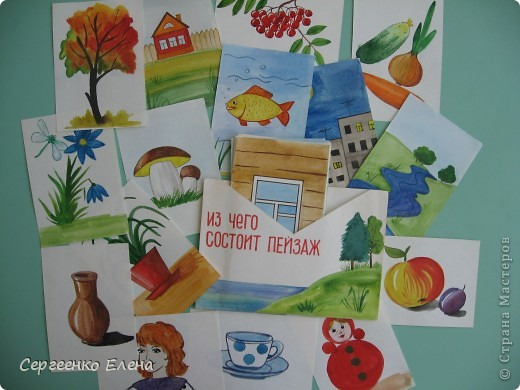 ИЗ ЧЕГО
СОСТОИТ ПЕЙЗАЖ
Сергеенко Елена
© Страна Мастеров